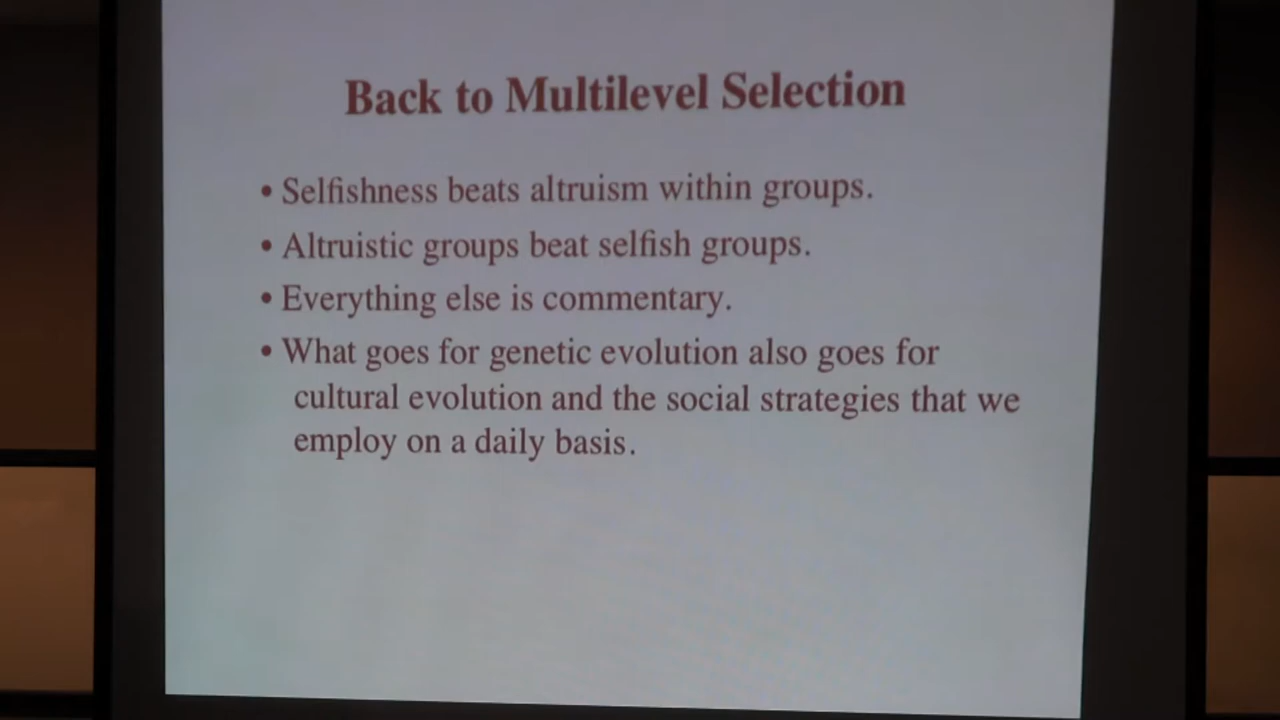 Back to Multilevel Selection
• Selfishness beats altruism within groups.
• Altruistic groups beat selfish groups.
• Everything else is commentary.
• What goes for genetic evolution also goes for
cultural evolution and the social strategies that we
employ on a daily basis.